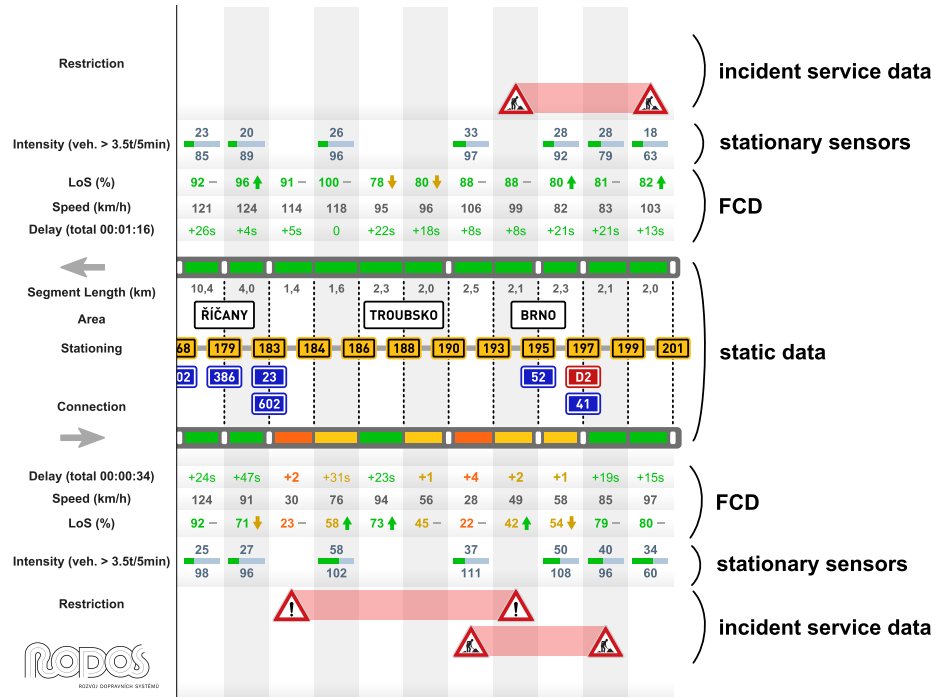 Restriction
incident service data
23 20 26 33 28 28 18
Intensity (veh. > 3.5t/5min)
stationary sensors
85 89 96 97 92 79 63
LoS (%) 92 – 96 91 – 100 – 78 80 88 – 88 – 80 81 – 82
Speed (km/h) 121 124 114 118 95 96 106 99 82 83 103
FCD
Delay (total 00:01:16) +26s +4s +5s 0 +22s +18s +8s +8s +21s +21s +13s
Segment Length (km) 10,4 4,0 1,4 1,6 2,3 2,0 2,5 2,1 2,3 2,1 2,0
Area ŘÍČANY TROUBSKO BRNO
Stationing 68 179 183 184 186 188 190 193 195 197 199 201
static data
02 386 23 52 D2
Connection 602 41
Delay (total 00:00:34) +24s +47s +2 +31s +23s +1 +4 +2 +1 +19s +15s
Speed (km/h) 124 91 30 76 94 56 28 49 58 85 97
FCD
LoS (%) 92 – 71 23 – 58 73 45 – 22 – 42 54 79 – 80 –
25 27 58 37 50 40 34
Intensity (veh. > 3.5t/5min)
stationary sensors
98 96 102 111 108 96 60
Restriction ! !
incident service data
RODOS
ROZVOJ DOPRAVNÍCH SYSTÉMŮ